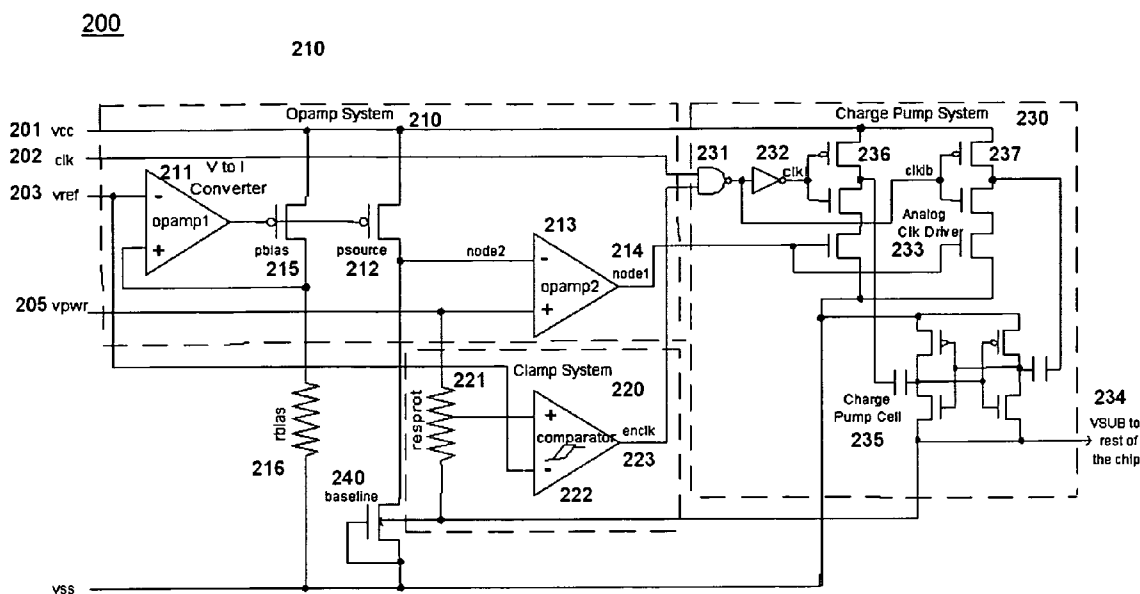 200
210
Opamp System
Charge Pump System
201 vcc
210
230
202 clk
211
V to I
Converter
231
232
clkI
236
clkIb
237
203 vref
-
opamp1
+
213
Analog
Clk Driver
233
pbias
215
psource
212
node2
-
214
node1
opamp2
+
205 vpwr
Clamp System
221
220
resprot
+
comparator
-
enclk
223
222
rbias
216
Charge
Pump Cell
235
234
VSUB to
rest of
the chip
240
baseline
vss